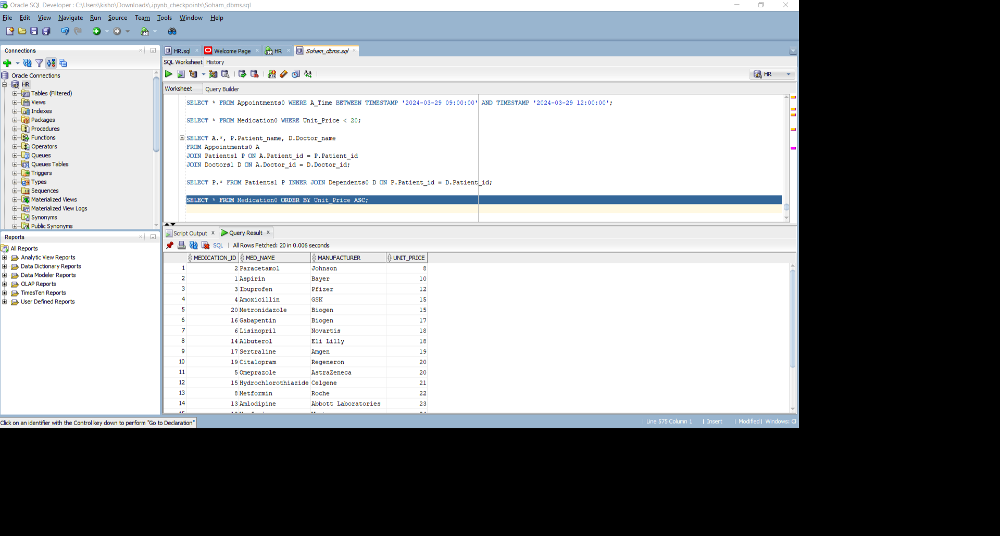 Oracle SQL Developer : C:\Users\kisho\Downloads\.ipynb_checkpoints\Soham_dbms.sql
File Edit View Navigate Run Source Team Tools Window Help
Connections
Oracle Connections
HR
Tables (Filtered)
Views
Indexes
Packages
Procedures
Functions
Operators
Queues
Queues Tables
Triggers
Types
Sequences
Materialized Views
Materialized View Logs
Synonyms
Public Synonyms
Reports
All Reports
Analytic View Reports
Data Dictionary Reports
Data Modeler Reports
OLAP Reports
TimesTen Reports
User Defined Reports
HR.sql Welcome Page HR Soham_dbms.sql
SQL Worksheet History
HR
Worksheet Query Builder
SELECT * FROM Appointments0 WHERE A_Time BETWEEN TIMESTAMP '2024-03-29 09:00:00' AND TIMESTAMP '2024-03-29 12:00:00';
SELECT * FROM Medication0 WHERE Unit_Price < 20;
SELECT A.*, P.Patient_name, D.Doctor_name
FROM Appointments0 A
JOIN Patients1 P ON A.Patient_id = P.Patient_id
JOIN Doctors1 D ON A.Doctor_id = D.Doctor_id;
SELECT P.* FROM Patients1 P INNER JOIN Dependents0 D ON P.Patient_id = D.Patient_id;
SELECT * FROM Medication0 ORDER BY Unit_Price ASC;
Script Output x Query Result x
SQL | All Rows Fetched: 20 in 0.006 seconds
MEDICATION_ID MED_NAME MANUFACTURER UNIT_PRICE
1 2 Paracetamol Johnson 8
2 1 Aspirin Bayer 10
3 3 Ibuprofen Pfizer 12
4 4 Amoxicillin GSK 15
5 20 Metronidazole Biogen 15
6 16 Gabapentin Biogen 17
7 6 Lisinopril Novartis 18
8 14 Albuterol Eli Lilly 18
9 17 Sertraline Amgen 19
10 19 Citalopram Regeneron 20
11 5 Omeprazole AstraZeneca 20
12 15 Hydrochlorothiazide Celgene 21
13 8 Metformin Roche 22
14 13 Amlodipine Abbott Laboratories 23
Click on an identifier with the Control key down to perform "Go to Declaration"
| Line 575 Column 1 | Insert | Modified | Windows: CF